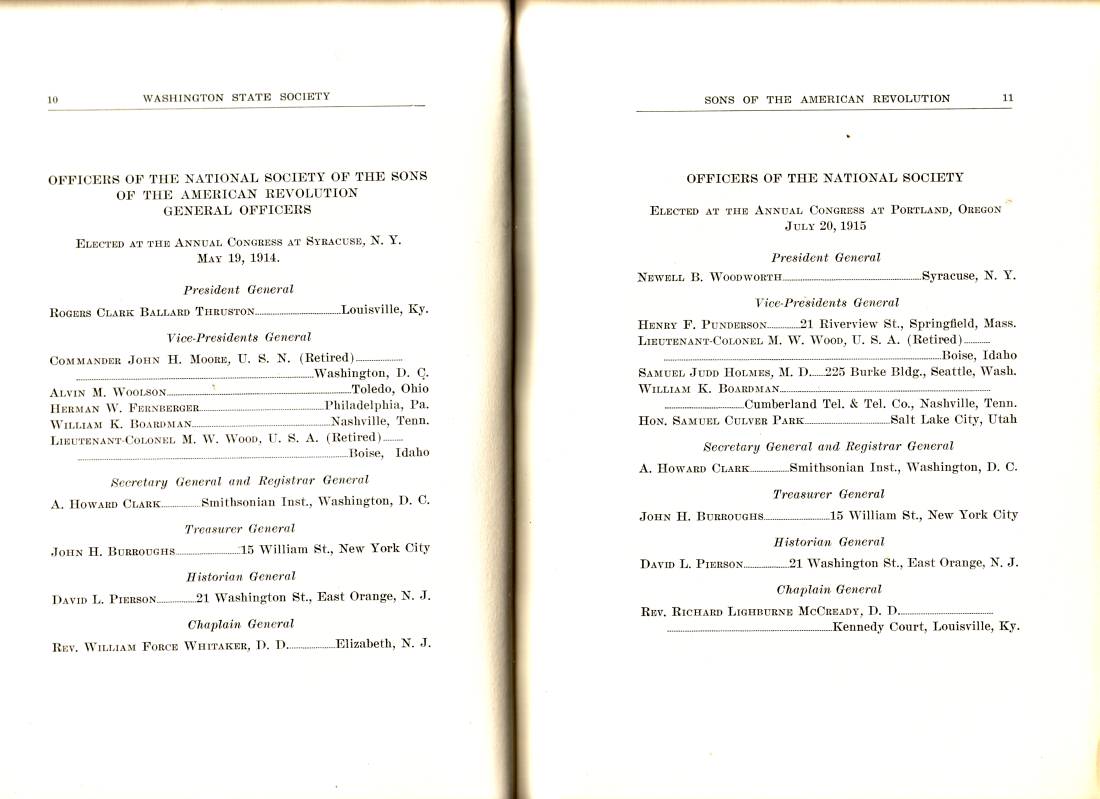 10 WASHINGTON STATE SOCIETY
OFFICERS OF THE NATIONAL SOCIETY OF THE SONS
OF THE AMERICAN REVOLUTION
GENERAL OFFICERS
ELECTED AT THE ANNUAL CONGRESS AT SYRACUSE, N. Y.
MAY 19, 1914.
President General
ROGERS CLARK BALLARD THRUSTON........Louisville, Ky.
Vice-Presidents General
COMMANDER JOHN H. MOORE, U. S. N. (Retired)........
........Washington, D. C.
ALVIN M. WOOLSON........Toledo, Ohio
HERMAN W. FERNBERGER........Philadelphia, Pa.
WILLIAM K. BOARDMAN........Nashville, Tenn.
LIEUTENANT-COLONEL M. W. WOOD, U. S. A. (Retired)........
........Boise, Idaho
Secretary General and Registrar General
A. HOWARD CLARK........Smithsonian Inst., Washington, D. C.
Treasurer General
JOHN H. BURROUGHS........15 William St., New York City
Historian General
DAVID L. PIERSON........21 Washington St., East Orange, N. J.
Chaplain General
REV. WILLIAM FORCE WHITAKER, D. D........Elizabeth, N. J.
SONS OF THE AMERICAN REVOLUTION 11
OFFICERS OF THE NATIONAL SOCIETY
ELECTED AT THE ANNUAL CONGRESS AT PORTLAND, OREGON
JULY 20, 1915
President General
NEWELL B. WOODWORTH........Syracuse, N. Y.
Vice-Presidents General
HENRY F. PUNDERSON........21 Riverview St., Springfield, Mass.
LIEUTENANT-COLONEL M. W. WOOD, U. S. A. (Retired)........
........Boise, Idaho
SAMUEL JUDD HOLMES, M. D........225 Burke Bldg., Seattle, Wash.
WILLIAM K. BOARDMAN........
........Cumberland Tel. & Tel. Co., Nashville, Tenn.
HON. SAMUEL CULVER PARK........Salt Lake City, Utah
Secretary General and Registrar General
A. HOWARD CLARK........Smithsonian Inst., Washington, D. C.
Treasurer General
JOHN H. BURROUGHS........15 William St., New York City
Historian General
DAVID L. PIERSON........21 Washington St., East Orange, N. J.
Chaplain General
REV. RICHARD LIGHBURNE MCCREADY, D. D........
........Kennedy Court, Louisville, Ky.